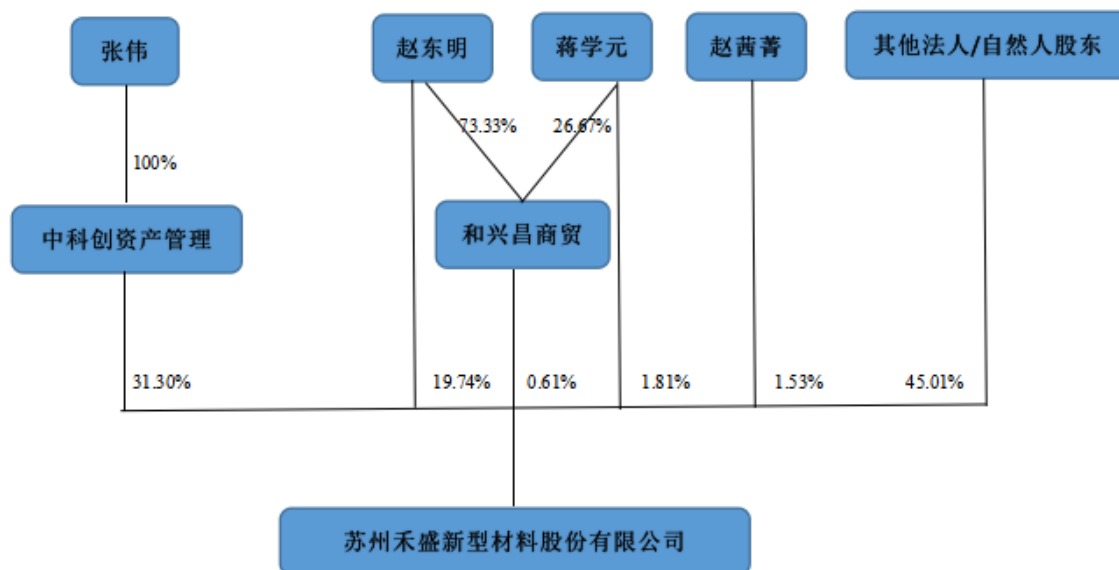 张伟
赵东明
蒋学元
赵茜菁
其他法人/自然人股东
73.33%
26.67%
100%
中科创资产管理
和兴昌商贸
31.30%
19.74%
0.61%
1.81%
1.53%
45.01%
苏州禾盛新型材料股份有限公司